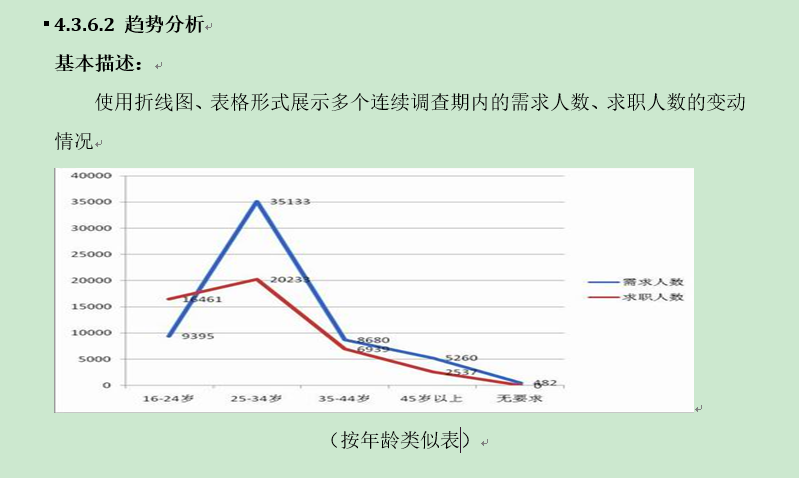 4.3.6.2 趋势分析
基本描述：
使用折线图、表格形式展示多个连续调查期内的需求人数、求职人数的变动
情况
40000
35000
30000
25000
20000
15000
10000
5000
0
35133
20233
16461
9395
8680
6939
5260
2537
482
0
需求人数
求职人数
16-24岁 25-34岁 35-44岁 45岁以上 无要求
（按年龄类似表）